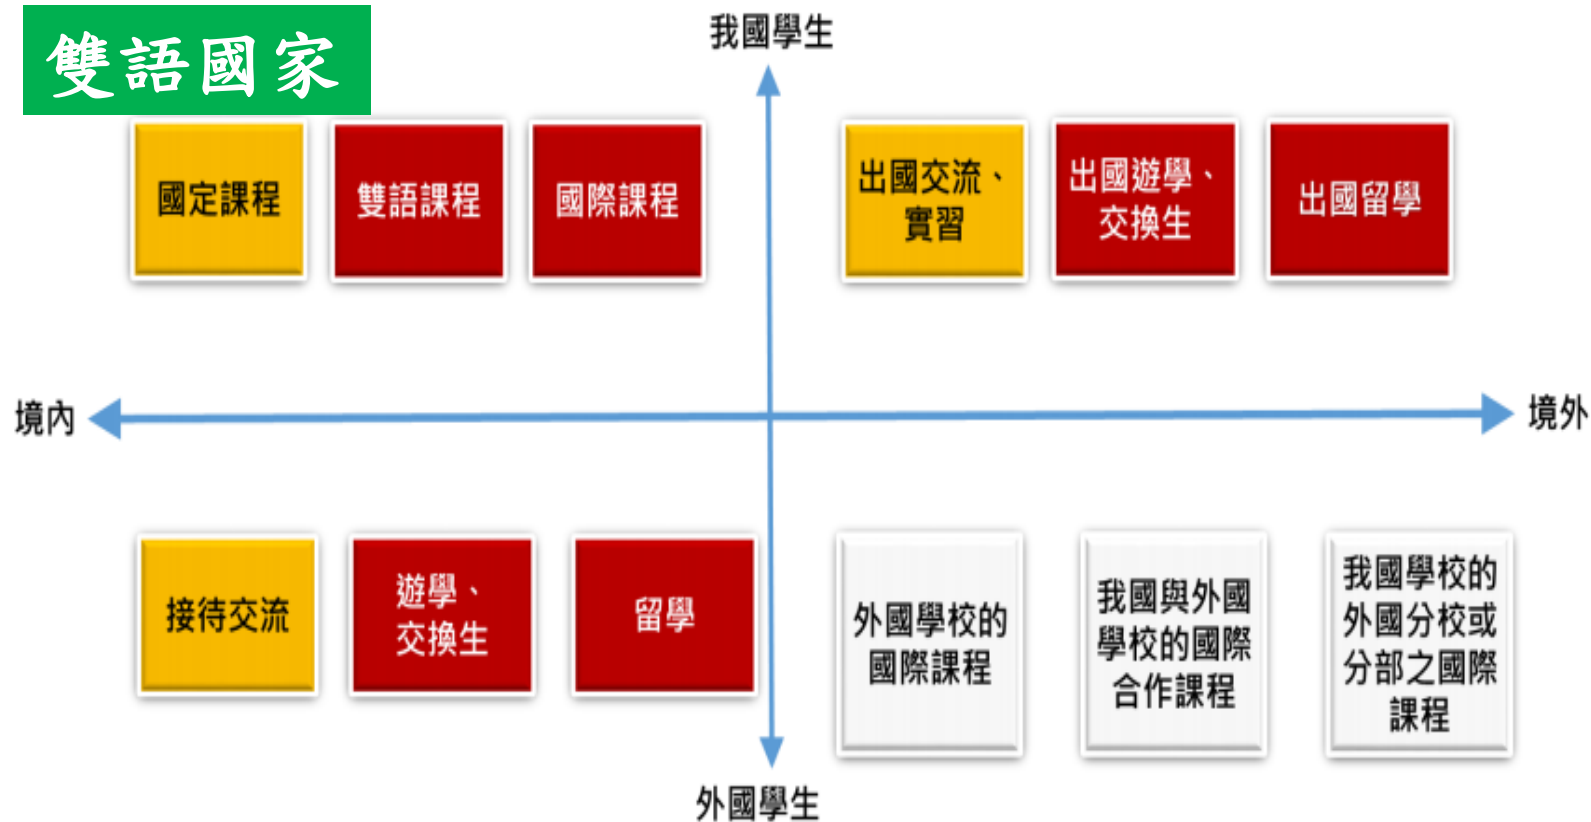 雙語國家
我國學生
國定課程
雙語課程
國際課程
出國交流、
實習
出國遊學、
交換生
出國留學
境內
境外
接待交流
遊學、
交換生
留學
外國學校的
國際課程
我國與外國
學校的國際
合作課程
我國學校的
外國分校或
分部之國際
課程
外國學生